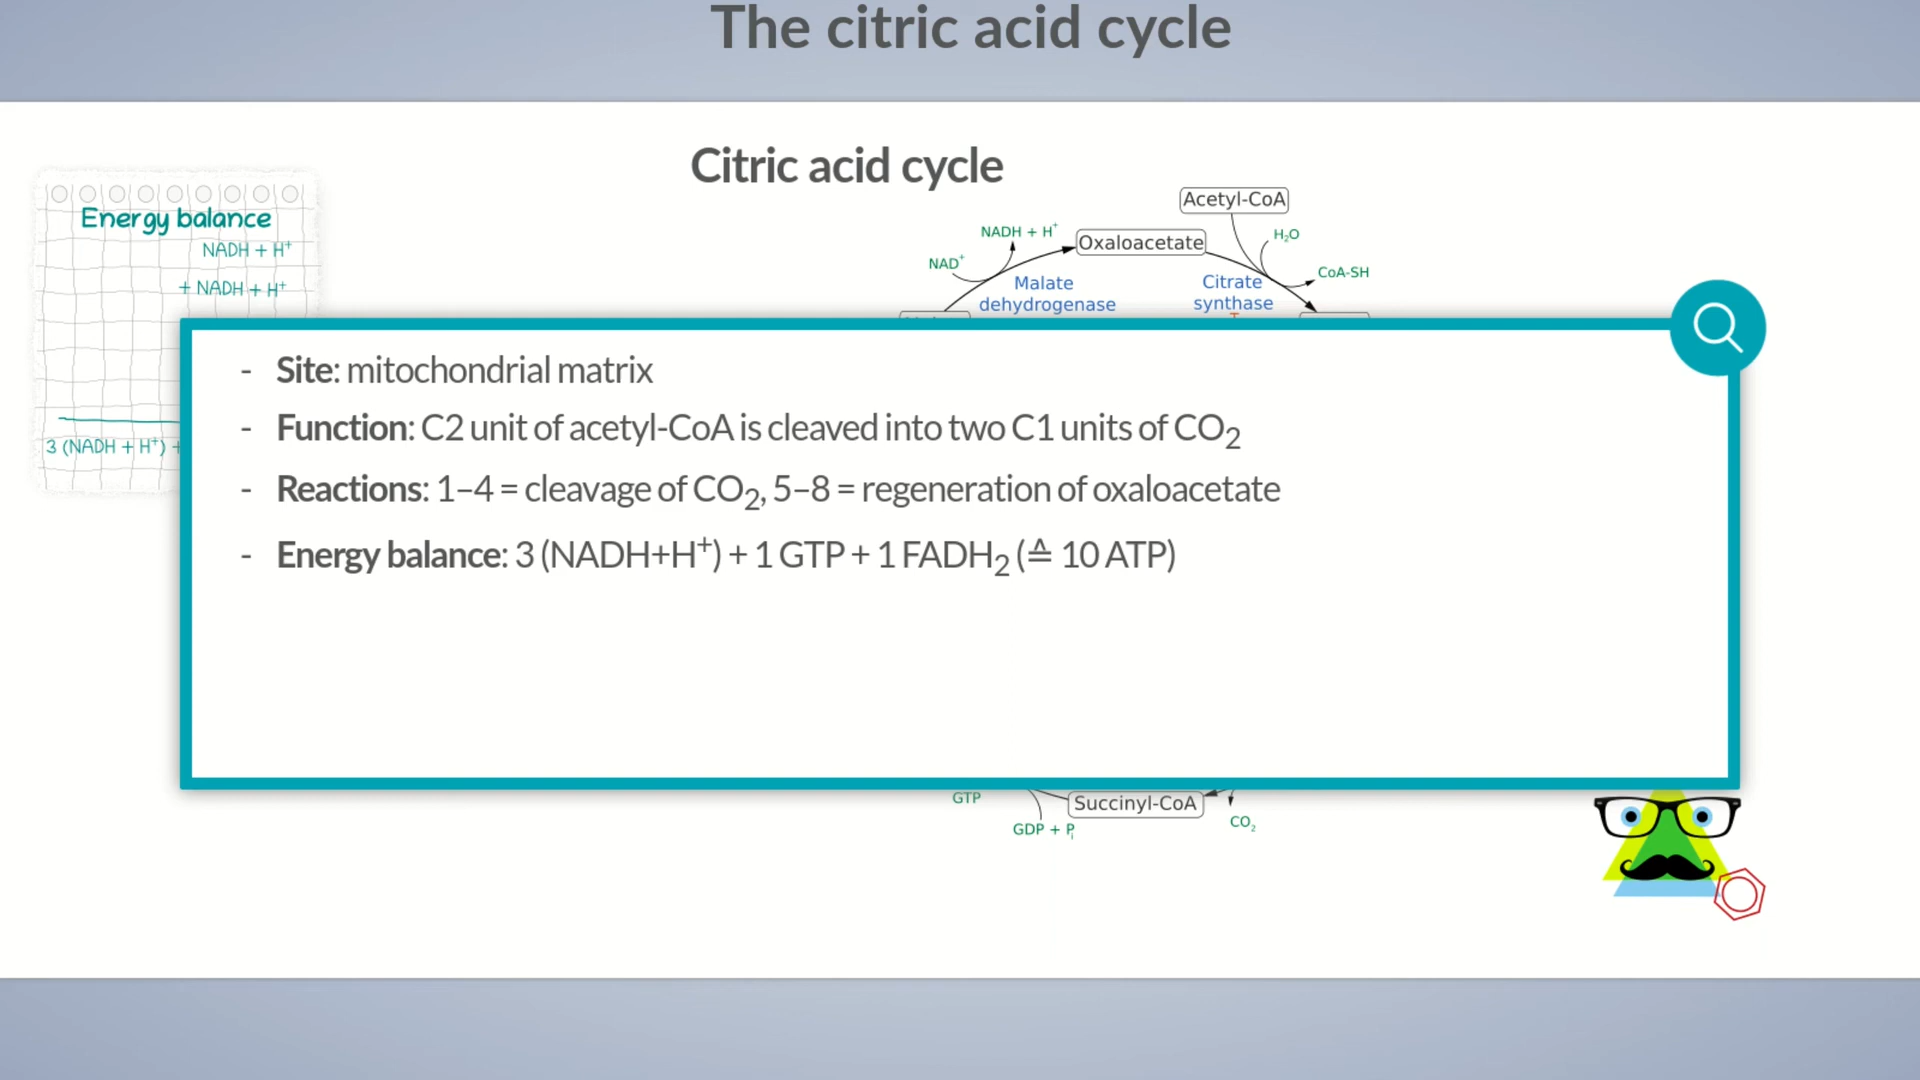 The citric acid cycle
Citric acid cycle
Energy balance
NADH + H⁺
+ NADH + H⁺
3 (NADH + H⁺) +
Acetyl-CoA
NADH + H⁺
Oxaloacetate
H₂O
NAD⁺
CoA-SH
Malate
dehydrogenase
Citrate
synthase
- Site: mitochondrial matrix
- Function: C2 unit of acetyl-CoA is cleaved into two C1 units of CO₂
- Reactions: 1–4 = cleavage of CO₂, 5–8 = regeneration of oxaloacetate
- Energy balance: 3 (NADH+H⁺) + 1 GTP + 1 FADH₂ (≙ 10 ATP)
GTP
Succinyl-CoA
GDP + Pᵢ
CO₂